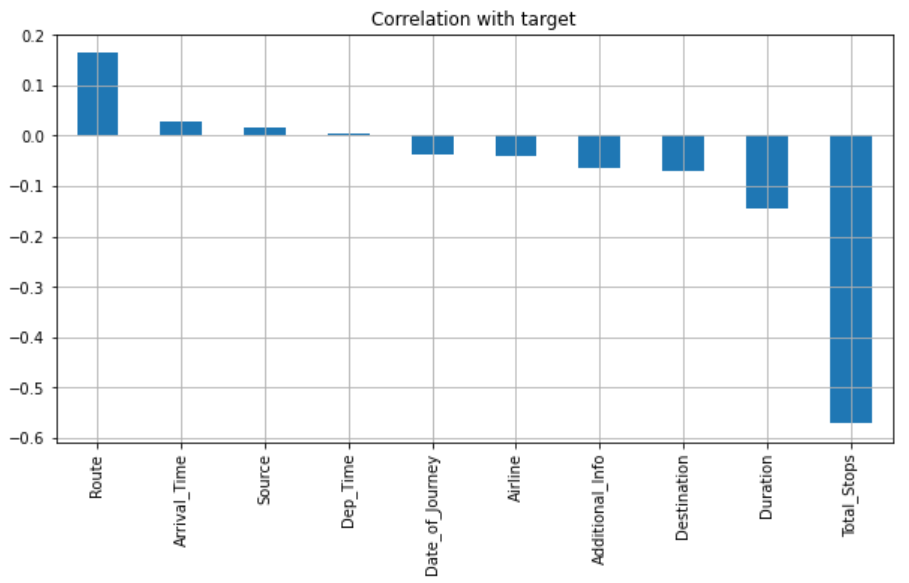 Correlation with target
0.2
0.1
0.0
−0.1
−0.2
−0.3
−0.4
−0.5
−0.6
Route
Arrival_Time
Source
Dep_Time
Date_of_Journey
Airline
Additional_Info
Destination
Duration
Total_Stops